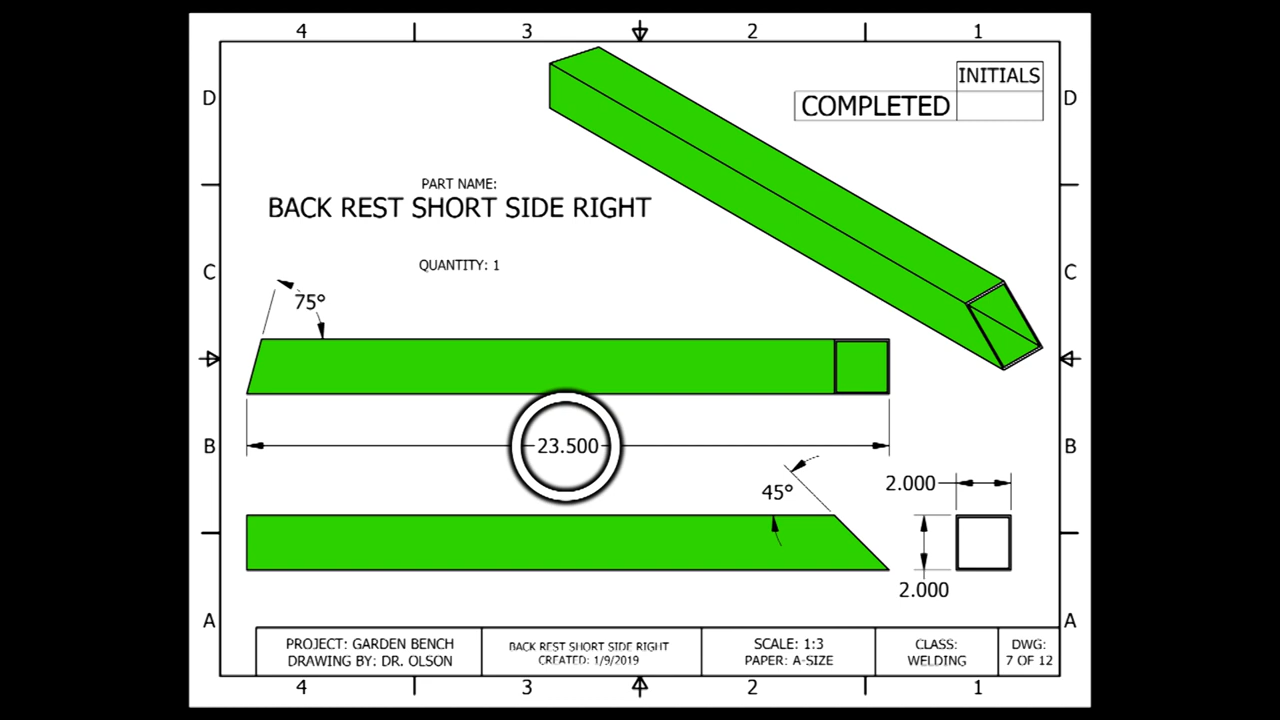 4 3 2 1
D D
INITIALS
COMPLETED
PART NAME:
BACK REST SHORT SIDE RIGHT
QUANTITY: 1
C C
75°
B B
23.500
45°
2.000
2.000
A A
PROJECT: GARDEN BENCH
DRAWING BY: DR. OLSON
BACK REST SHORT SIDE RIGHT
CREATED: 1/9/2019
SCALE: 1:3
PAPER: A-SIZE
CLASS:
WELDING
DWG:
7 OF 12
4 3 2 1